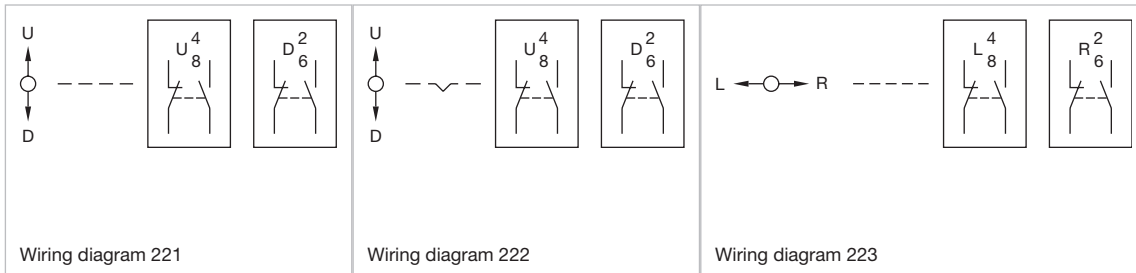 U
D
U 4
8
D 2
6
Wiring diagram 221
U
D
U 4
8
D 2
6
Wiring diagram 222
L R
L 4
8
R 2
6
Wiring diagram 223